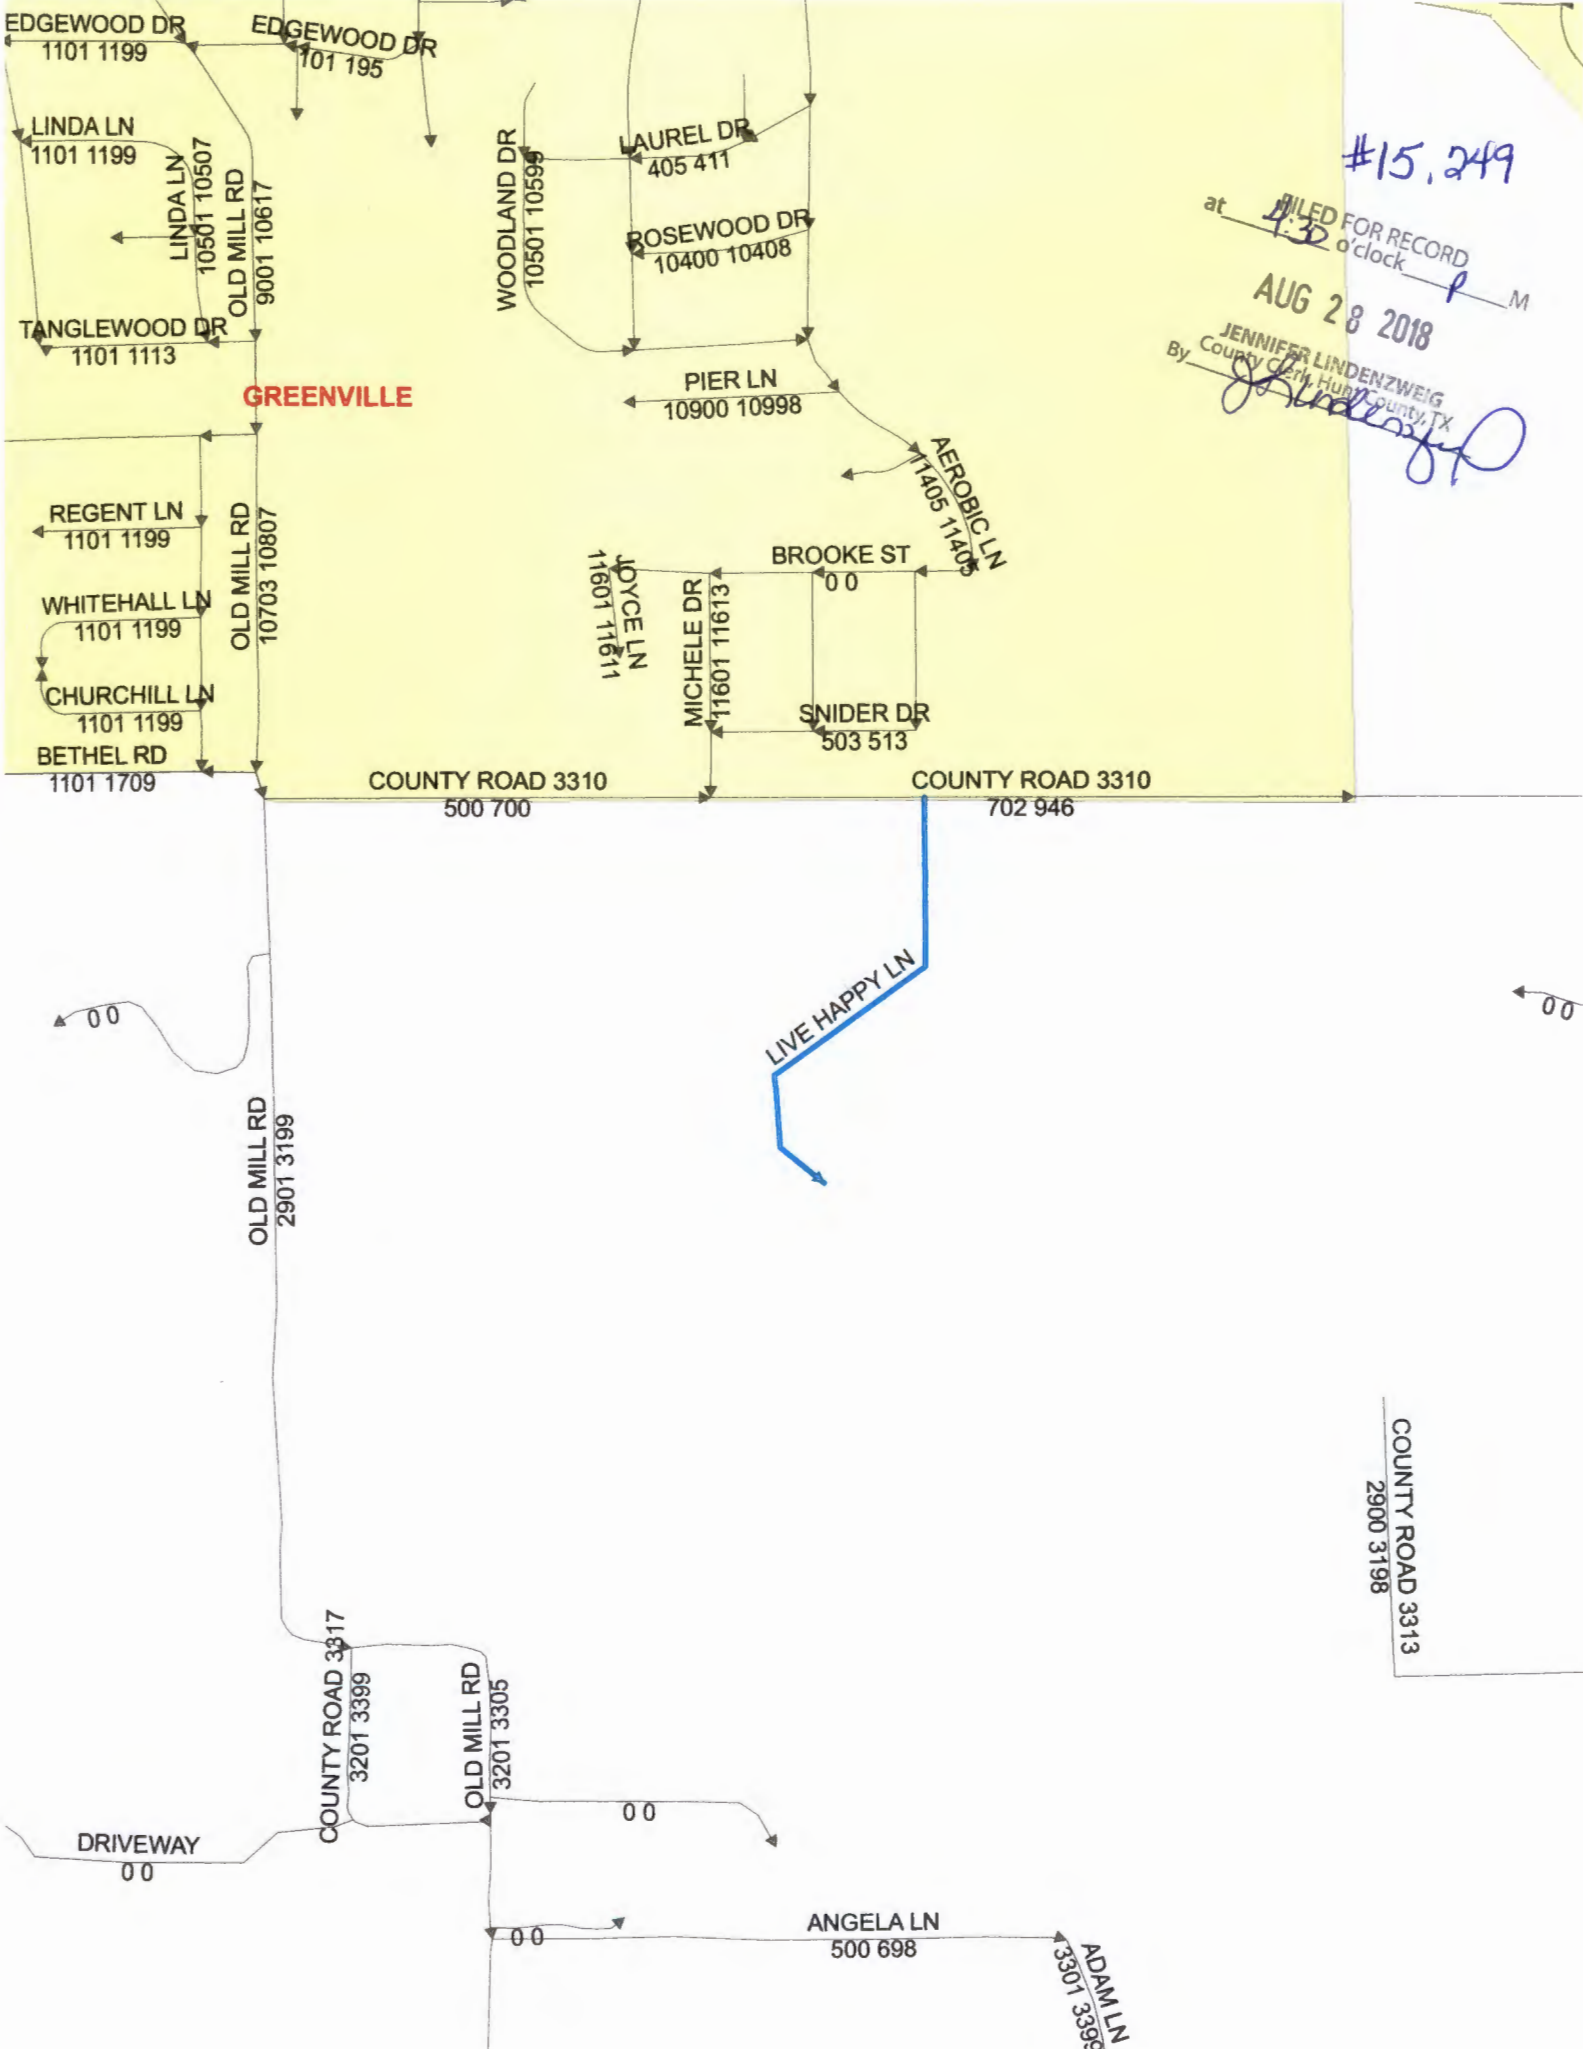 EDGEWOOD DR
1101 1199
EDGEWOOD DR
101 195
LINDA LN
1101 1199
LINDA LN
10501 10507
OLD MILL RD
9001 10617
WOODLAND DR
10501 10599
LAUREL DR
405 411
ROSEWOOD DR
10400 10408
#15,249
FILED FOR RECORD
at 4:30 o'clock P M
AUG 28 2018
JENNIFER LINDENZWEIG
County Clerk, Hunt County, TX
By
TANGLEWOOD DR
1101 1113
GREENVILLE
PIER LN
10900 10998
AEROBIC LN
11405 11405
REGENT LN
1101 1199
OLD MILL RD
10703 10807
BROOKE ST
0 0
JOYCE LN
11601 11611
MICHELE DR
11601 11613
WHITEHALL LN
1101 1199
CHURCHILL LN
1101 1199
SNIDER DR
503 513
BETHEL RD
1101 1709
COUNTY ROAD 3310
500 700
COUNTY ROAD 3310
702 946
LIVE HAPPY LN
0 0
0 0
OLD MILL RD
2901 3199
COUNTY ROAD 3313
2900 3198
COUNTY ROAD 3317
3201 3399
OLD MILL RD
3201 3305
0 0
DRIVEWAY
0 0
0 0
ANGELA LN
500 698
ADAM LN
3301 3399